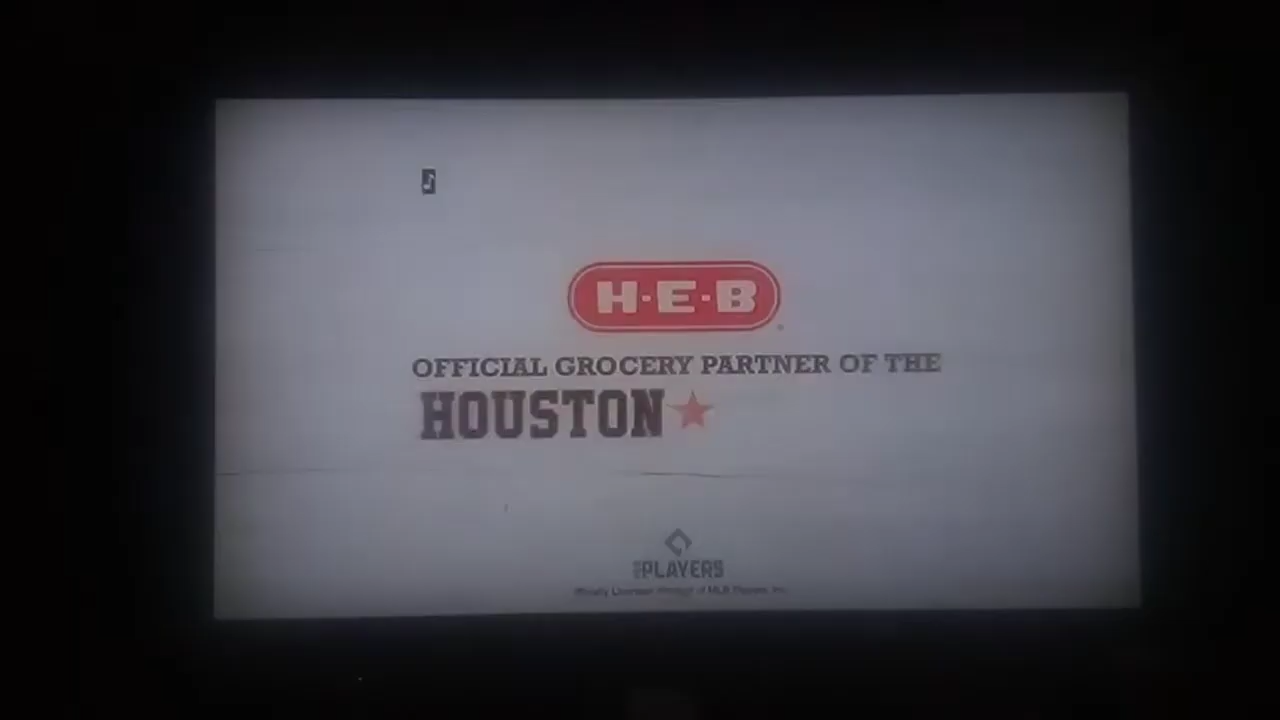 ♪
H-E-B
OFFICIAL GROCERY PARTNER OF THE
HOUSTON
PLAYERS